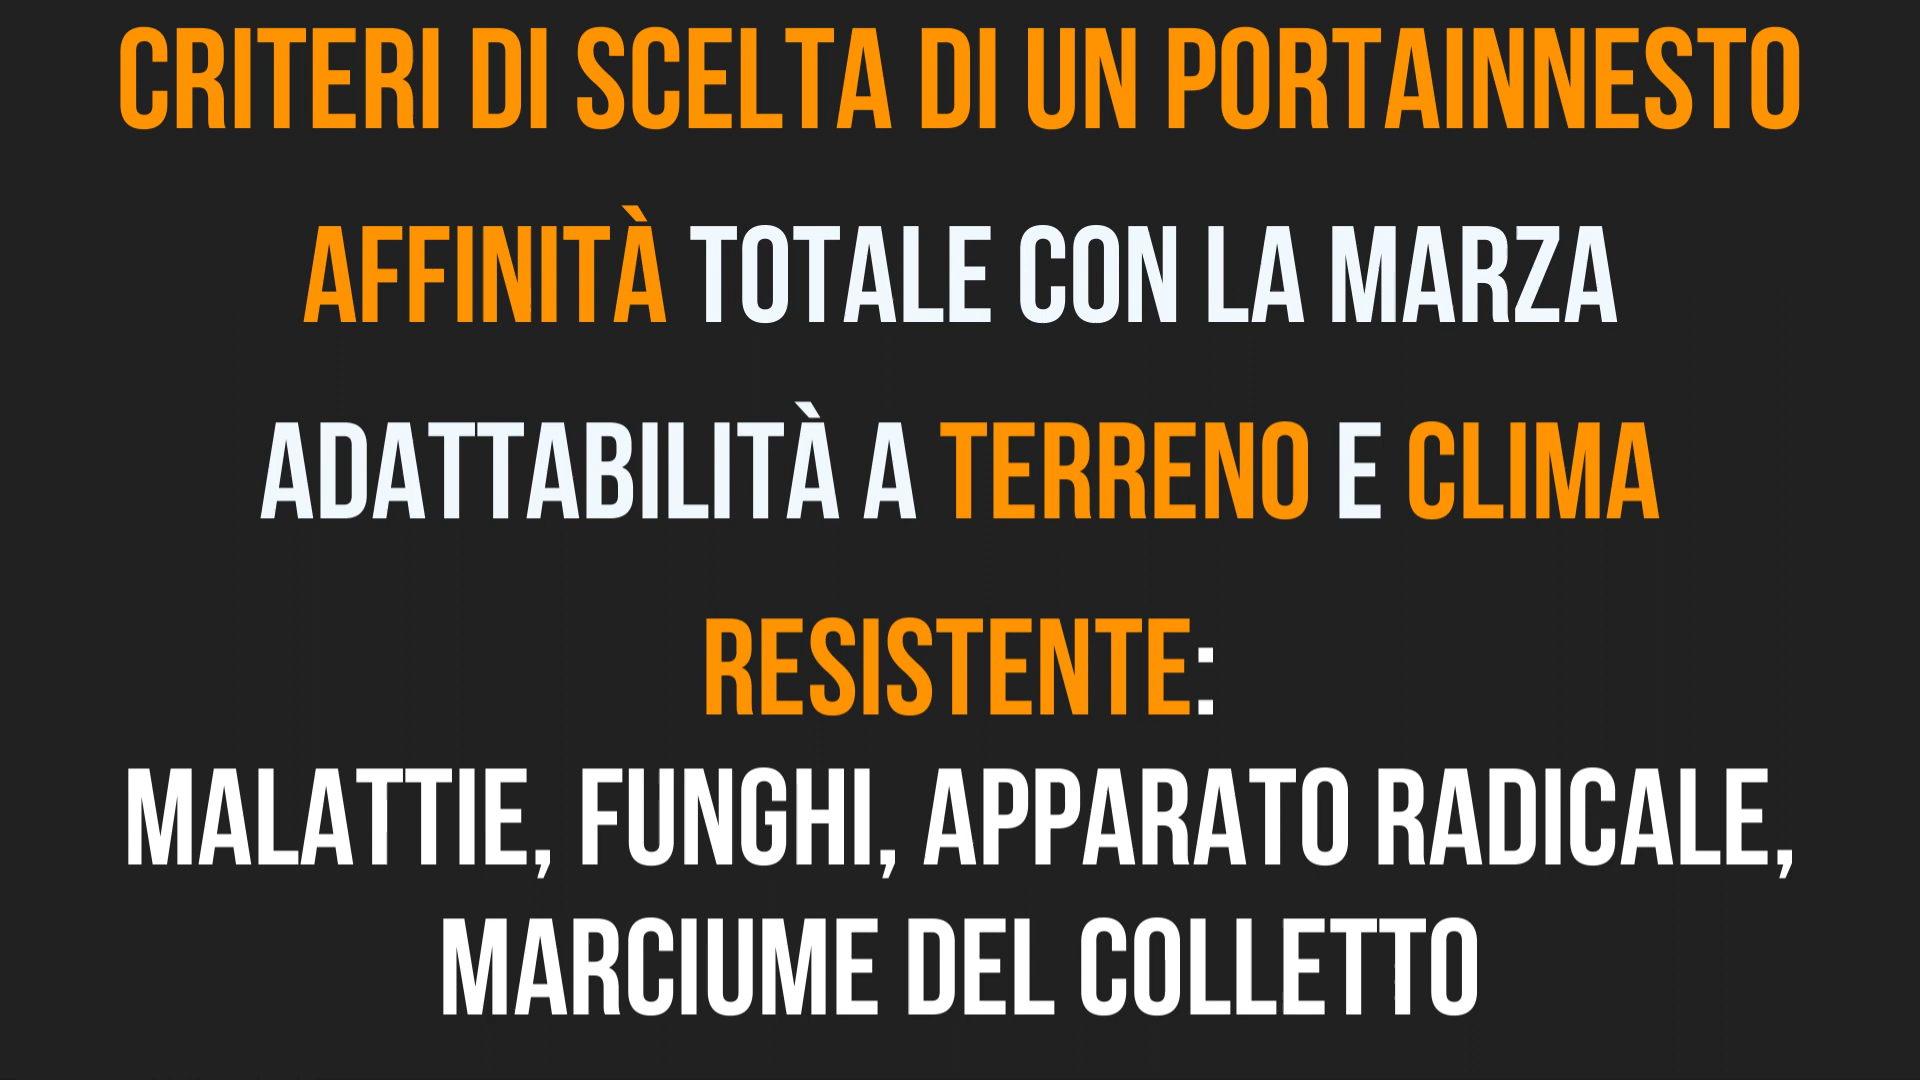 CRITERI DI SCELTA DI UN PORTAINNESTO
AFFINITÀ TOTALE CON LA MARZA
ADATTABILITÀ A TERRENO E CLIMA
RESISTENTE:
MALATTIE, FUNGHI, APPARATO RADICALE,
MARCIUME DEL COLLETTO